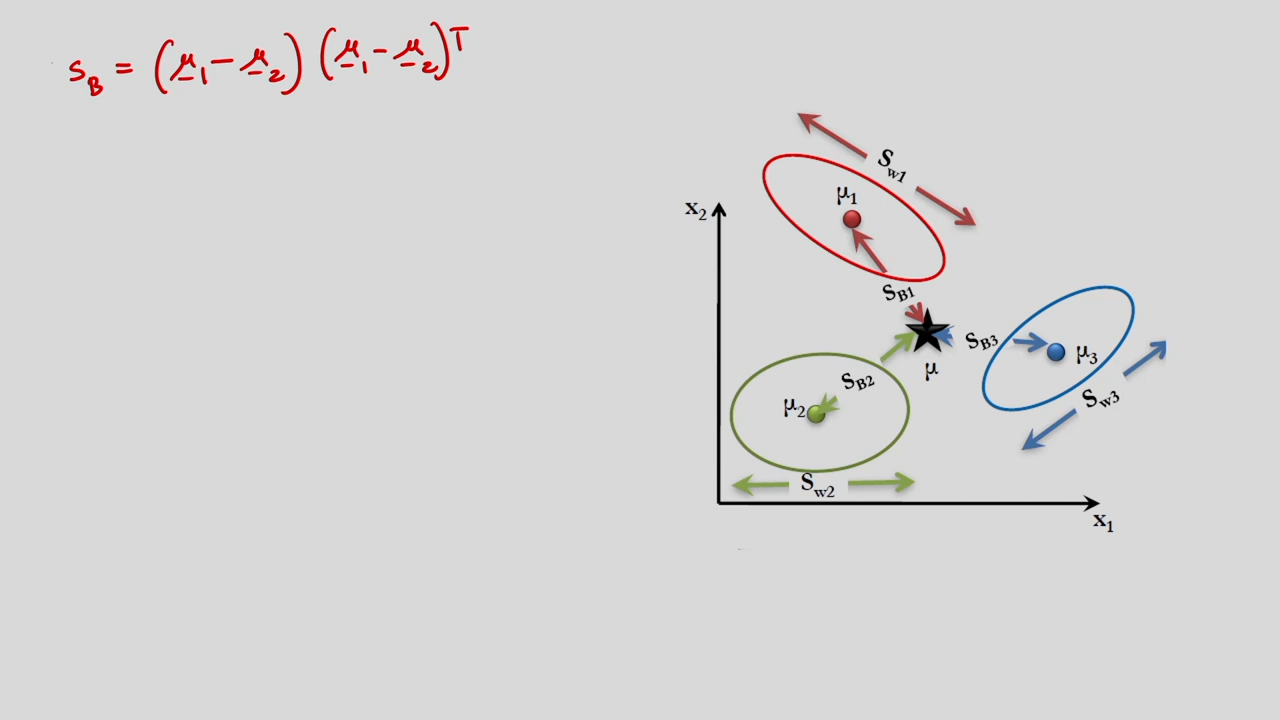 S_B = (μ_1 − μ_2) (μ_1 − μ_2)^T
S_w1
μ_1
x_2
S_B1
S_B3
μ_3
μ
S_B2
S_w3
μ_2
S_w2
x_1